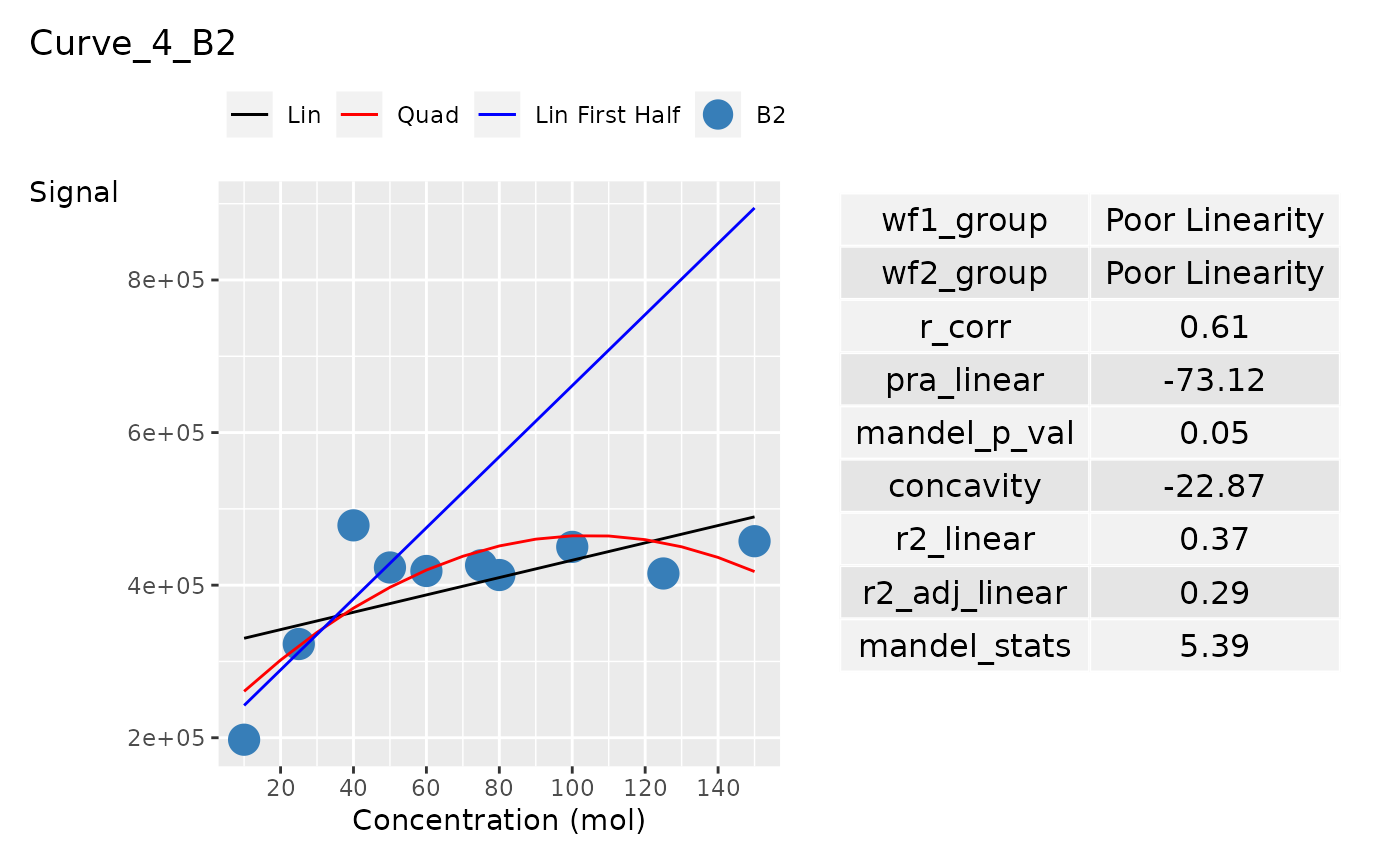 Curve_4_B2
Lin Quad Lin First Half B2
Signal
8e+05
6e+05
4e+05
2e+05
20 40 60 80 100 120 140
Concentration (mol)
wf1_group Poor Linearity
wf2_group Poor Linearity
r_corr 0.61
pra_linear -73.12
mandel_p_val 0.05
concavity -22.87
r2_linear 0.37
r2_adj_linear 0.29
mandel_stats 5.39